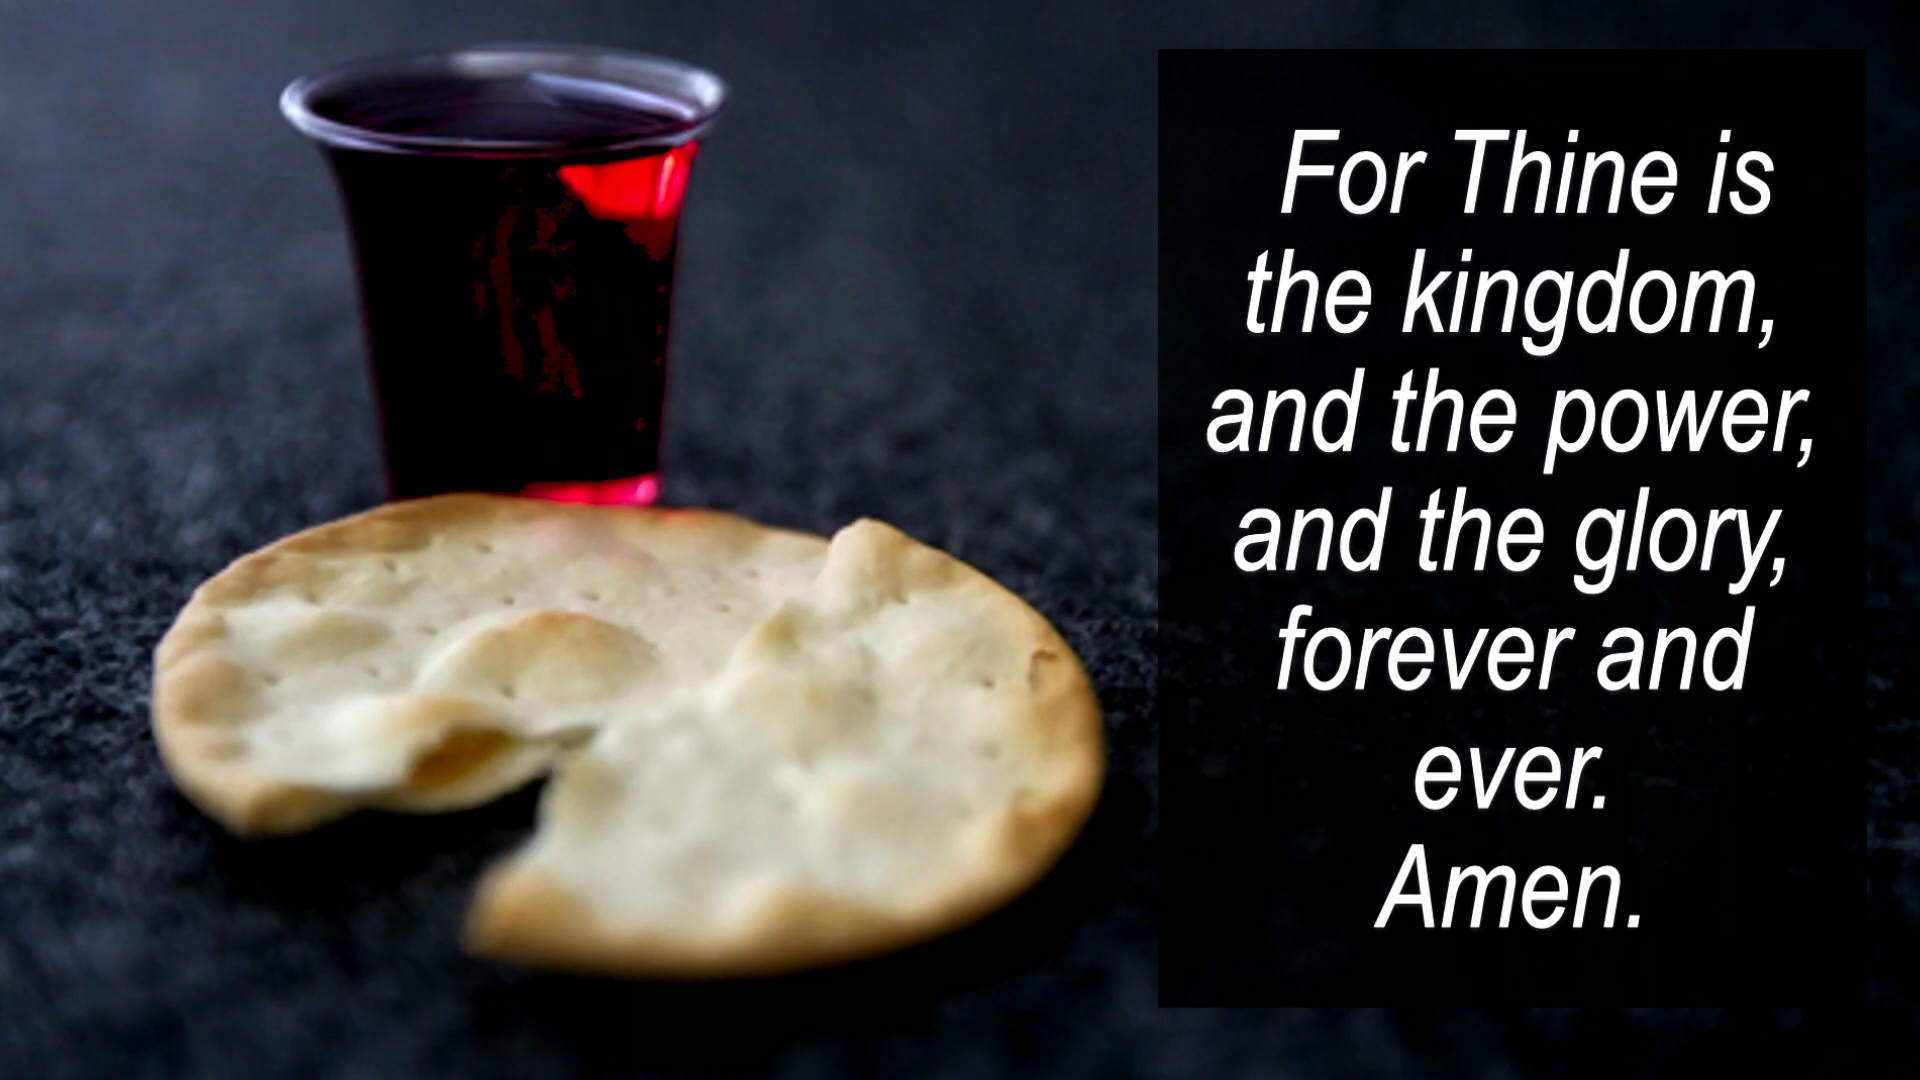 For Thine is
the kingdom,
and the power,
and the glory,
forever and
ever.
Amen.